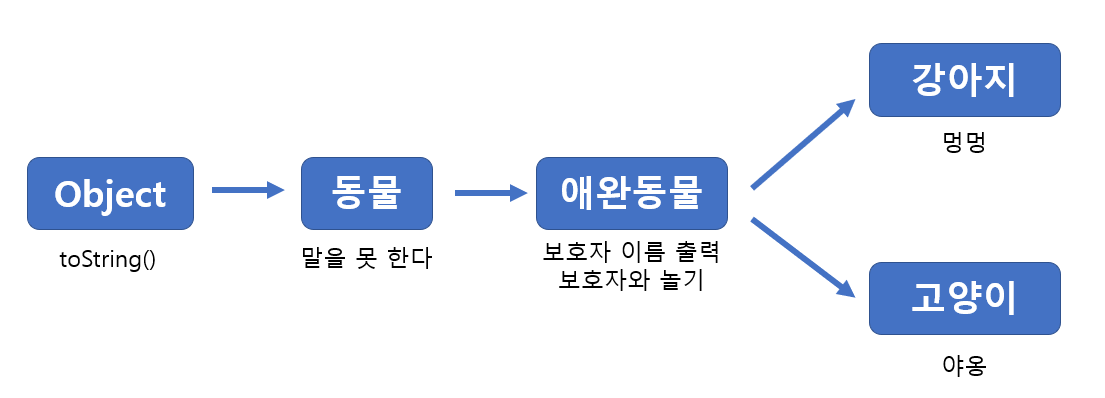 Object
toString()
동물
말을 못 한다
애완동물
보호자 이름 출력
보호자와 놀기
강아지
멍멍
고양이
야옹